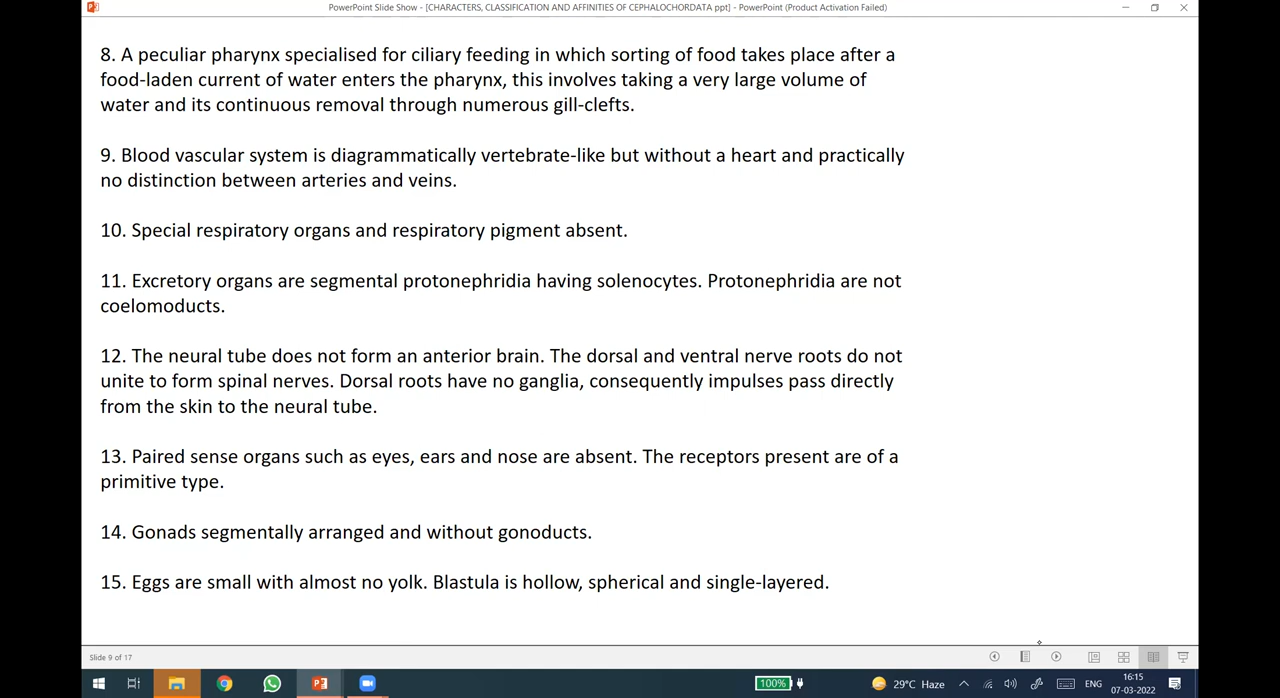 PowerPoint Slide Show - [CHARACTERS, CLASSIFICATION AND AFFINITIES OF CEPHALOCHORDATA ppt] - PowerPoint (Product Activation Failed)
8. A peculiar pharynx specialised for ciliary feeding in which sorting of food takes place after a
food-laden current of water enters the pharynx, this involves taking a very large volume of
water and its continuous removal through numerous gill-clefts.
9. Blood vascular system is diagrammatically vertebrate-like but without a heart and practically
no distinction between arteries and veins.
10. Special respiratory organs and respiratory pigment absent.
11. Excretory organs are segmental protonephridia having solenocytes. Protonephridia are not
coelomoducts.
12. The neural tube does not form an anterior brain. The dorsal and ventral nerve roots do not
unite to form spinal nerves. Dorsal roots have no ganglia, consequently impulses pass directly
from the skin to the neural tube.
13. Paired sense organs such as eyes, ears and nose are absent. The receptors present are of a
primitive type.
14. Gonads segmentally arranged and without gonoducts.
15. Eggs are small with almost no yolk. Blastula is hollow, spherical and single-layered.
Slide 9 of 17
100%
29°C Haze
ENG
16:15
07-03-2022